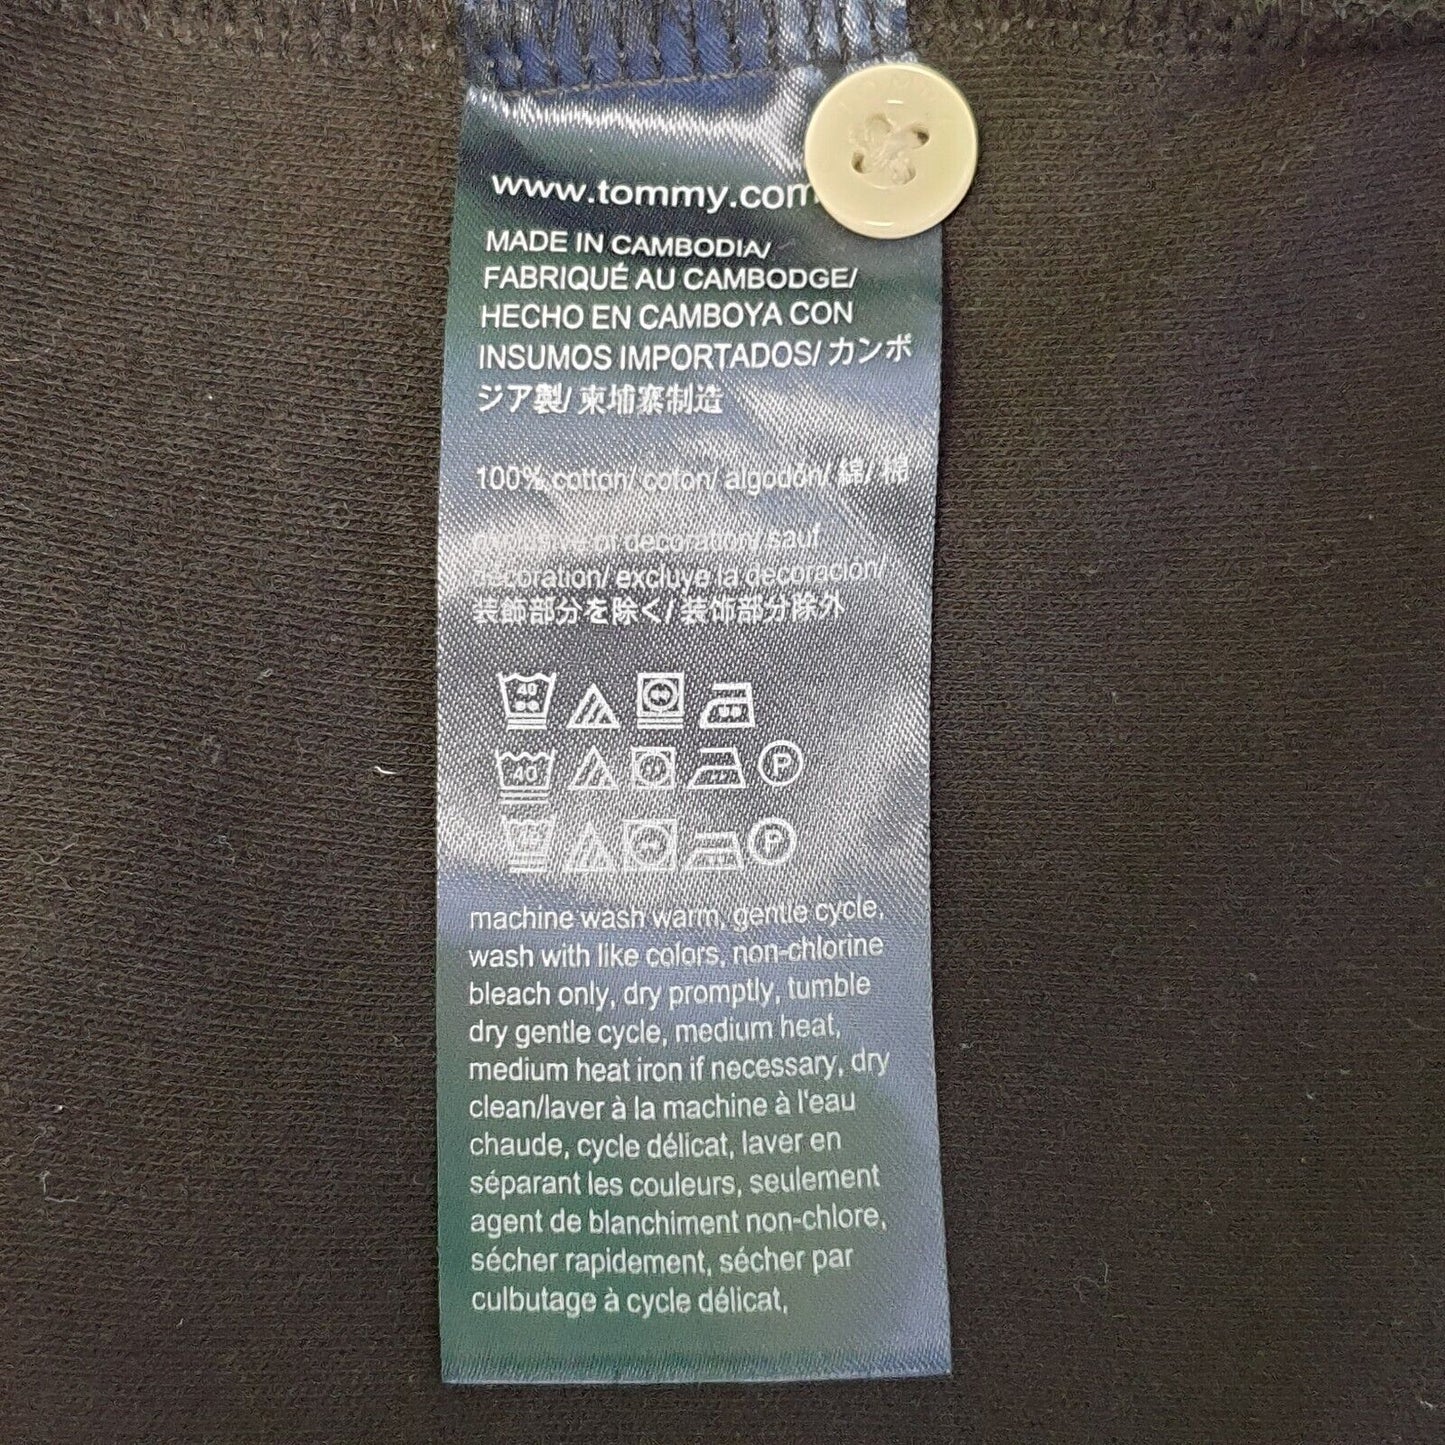 www.tommy.com
MADE IN CAMBODIA/
FABRIQUÉ AU CAMBODGE/
HECHO EN CAMBOYA CON
INSUMOS IMPORTADOS/ カンボ
ジア製/ 柬埔寨制造
100% cotton/ coton/ algodón/ 綿/ 棉
of decoration/ sauf
décoration/ excluye la decoración/
装飾部分を除く/ 装饰部分除外
40
40 P
P
machine wash warm, gentle cycle,
wash with like colors, non-chlorine
bleach only, dry promptly, tumble
dry gentle cycle, medium heat,
medium heat iron if necessary, dry
clean/laver à la machine à l'eau
chaude, cycle délicat, laver en
séparant les couleurs, seulement
agent de blanchiment non-chlore,
sécher rapidement, sécher par
culbutage à cycle délicat,